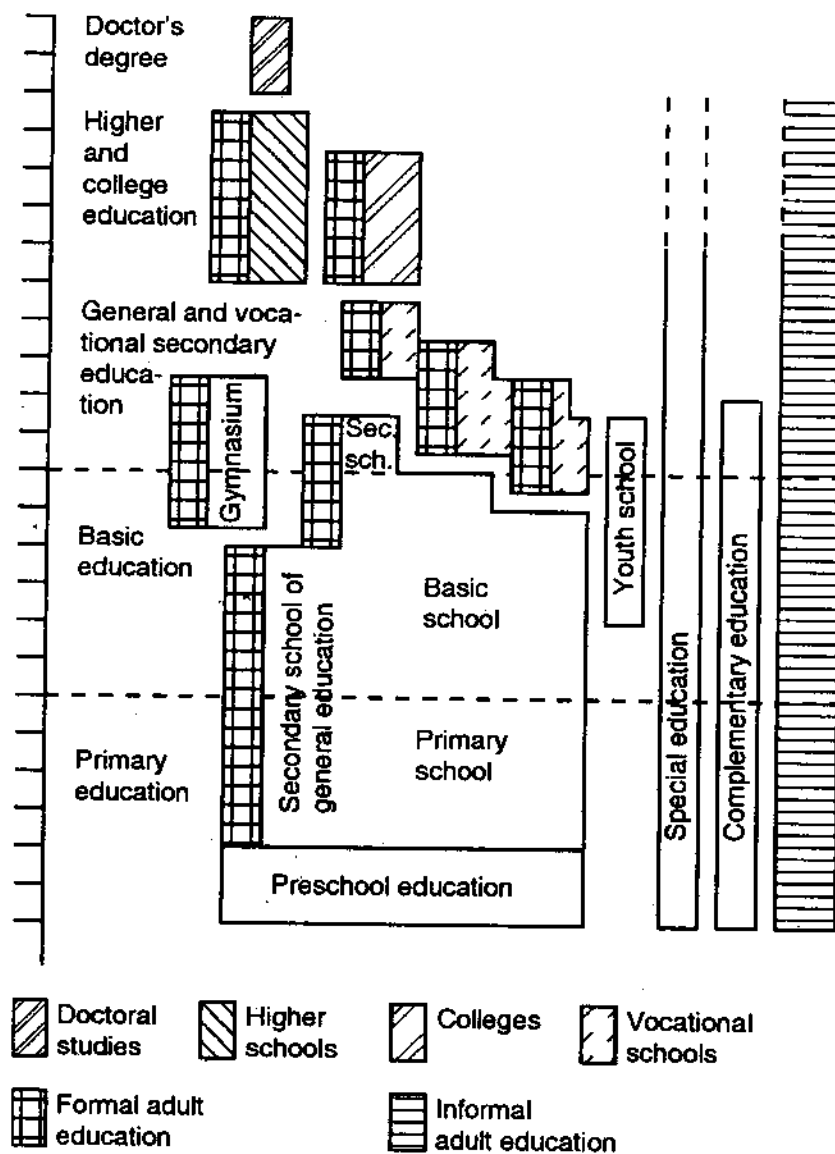 Doctor's
degree
Higher
and
college
education
General and voca-
tional secondary
educa-
tion
Gymnasium
Sec.
sch.
Basic
education
Secondary school of
general education
Basic
school
Youth school
Primary
education
Primary
school
Special education
Complementary education
Preschool education
Doctoral
studies
Higher
schools
Colleges
Vocational
schools
Formal adult
education
Informal
adult education